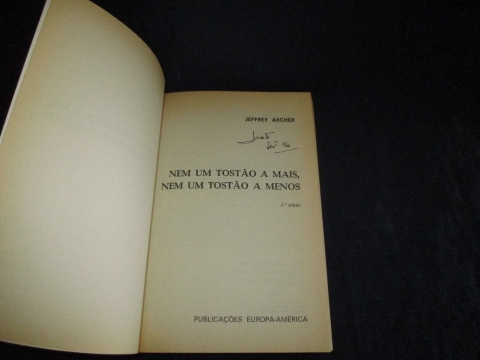 JEFFREY ARCHER
NEM UM TOSTÃO A MAIS,
NEM UM TOSTÃO A MENOS
PUBLICAÇÕES EUROPA-AMÉRICA